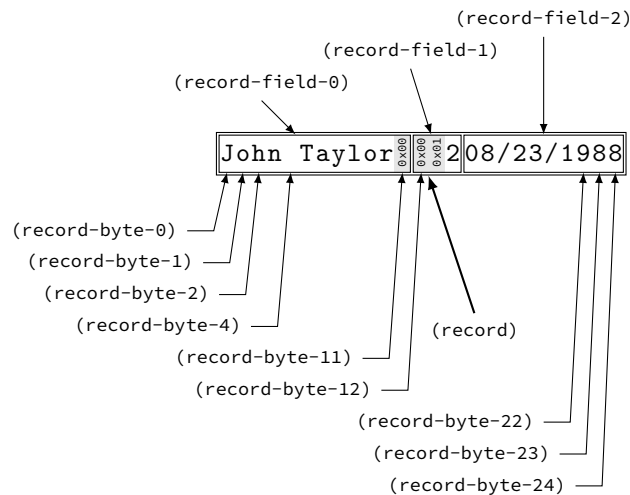 (record-field-2)
(record-field-1)
(record-field-0)
John Taylor 0x00 0x00 0x01 2 08/23/1988
(record-byte-0)
(record-byte-1)
(record-byte-2)
(record-byte-4)
(record)
(record-byte-11)
(record-byte-12)
(record-byte-22)
(record-byte-23)
(record-byte-24)